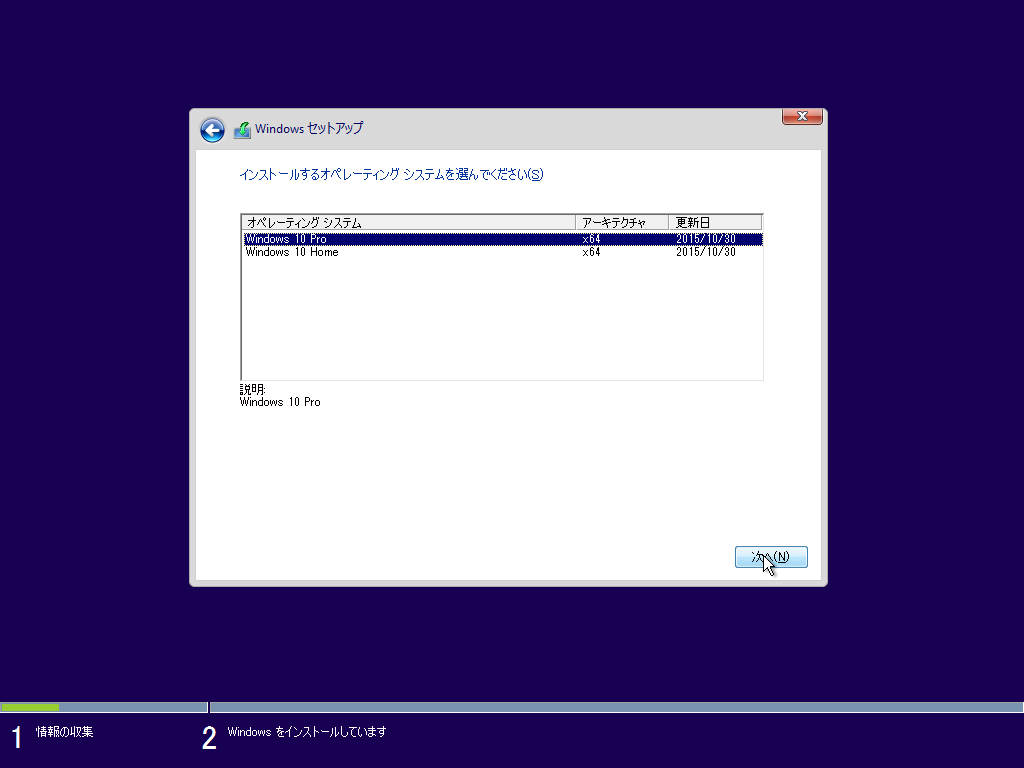 Windows セットアップ
インストールするオペレーティング システムを選んでください(S)
オペレーティング システム アーキテクチャ 更新日
Windows 10 Pro x64 2015/10/30
Windows 10 Home x64 2015/10/30
説明:
Windows 10 Pro
次へ(N)
1 情報の収集 2 Windows をインストールしています